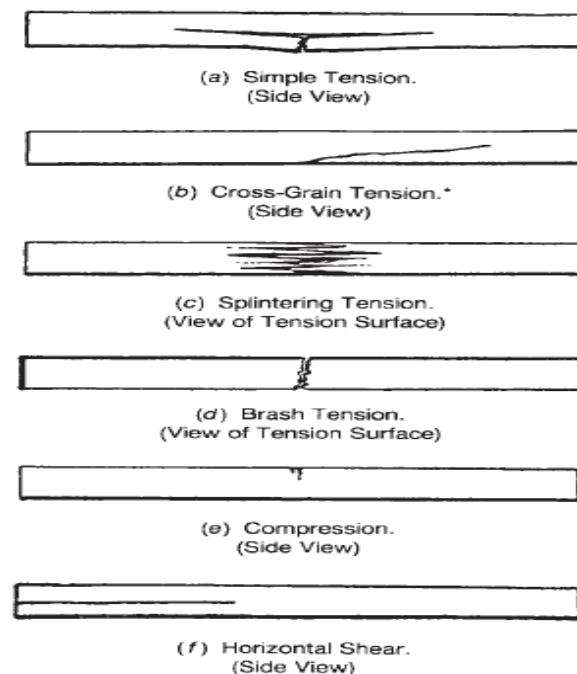 (a) Simple Tension.
(Side View)
(b) Cross-Grain Tension.*
(Side View)
(c) Splintering Tension.
(View of Tension Surface)
(d) Brash Tension.
(View of Tension Surface)
(e) Compression.
(Side View)
(f) Horizontal Shear.
(Side View)